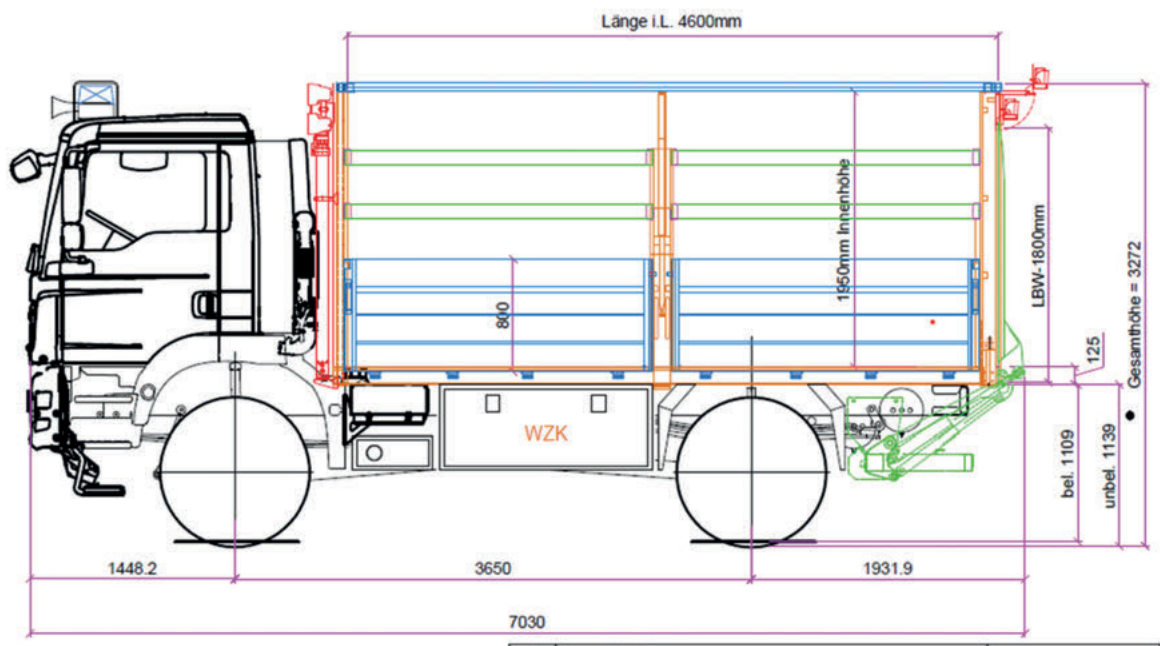 Länge i.L. 4600mm
800
1950mm Innenhöhe
LBW-1800mm
125
Gesamthöhe = 3272
WZK
bel. 1109
unbel. 1139
1448.2
3650
1931.9
7030